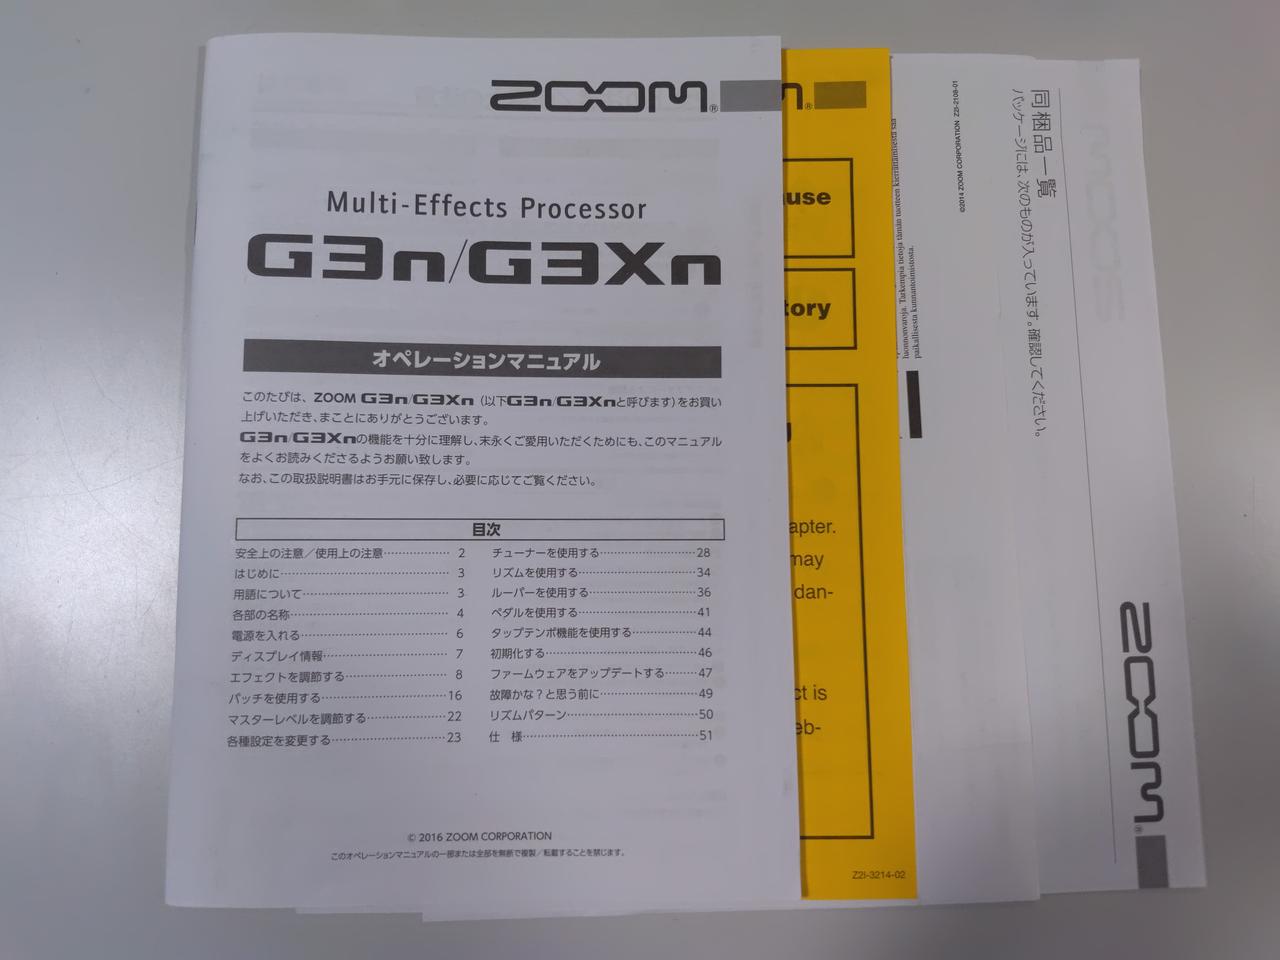 ZOOM®
Multi-Effects Processor
G3n/G3Xn
オペレーションマニュアル
このたびは、ZOOM G3n/G3Xn（以下G3n/G3Xnと呼びます）をお買い
上げいただき、まことにありがとうございます。
G3n/G3Xnの機能を十分に理解し、末永くご愛用いただくためにも、このマニュアル
をよくお読みくださるようお願い致します。
なお、この取扱説明書はお手元に保存し、必要に応じてご覧ください。
目次
安全上の注意／使用上の注意 2
はじめに 3
用語について 3
各部の名称 4
電源を入れる 6
ディスプレイ情報 7
エフェクトを調節する 8
パッチを使用する 16
マスターレベルを調節する 22
各種設定を変更する 23
チューナーを使用する 28
リズムを使用する 34
ルーパーを使用する 36
ペダルを使用する 41
タップテンポ機能を使用する 44
初期化する 46
ファームウェアをアップデートする 47
故障かな？と思う前に 49
リズムパターン 50
仕 様 51
© 2016 ZOOM CORPORATION
このオペレーションマニュアルの一部または全部を無断で複製／転載することを禁じます。
M®
use
tory
apter.
may
dan-
ct is
eb-
Z2I-3214-02
luonnonvaroja. Tarkempia tietoja tämän tuotteen kierrättämisestä saa
paikallisesta kunnantoimistosta.
©2014 ZOOM CORPORATION Z2I-2108-01
同梱品一覧
パッケージには、次のものが入っています。確認してください。
ZOOM®